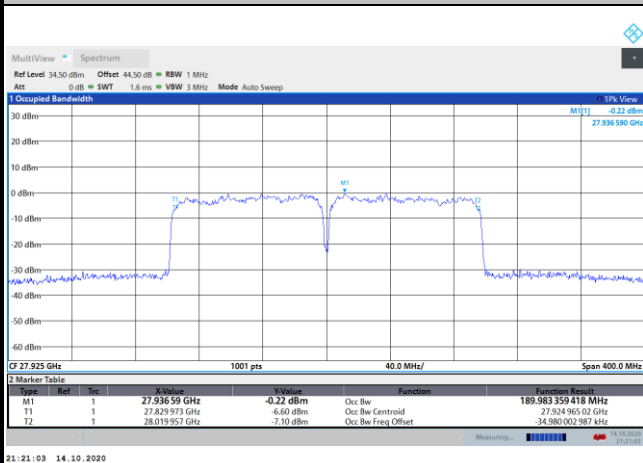 MultiView Spectrum
Ref Level 34.50 dBm Offset 44.50 dB RBW 1 MHz
Att 0 dB SWT 1.6 ms VBW 3 MHz Mode Auto Sweep
1 Occupied Bandwidth 1Pk View
M1[1] -0.22 dBm
27.936 590 GHz
30 dBm
20 dBm
10 dBm
M1
0 dBm
T1 T2
-10 dBm
-20 dBm
-30 dBm
-40 dBm
-50 dBm
-60 dBm
CF 27.925 GHz 1001 pts 40.0 MHz/ Span 400.0 MHz
2 Marker Table
Type Ref Trc X-Value Y-Value Function Function Result
M1 1 27.936 59 GHz -0.22 dBm Occ Bw 189.983 359 418 MHz
T1 1 27.829 973 GHz -6.60 dBm Occ Bw Centroid 27.924 965 02 GHz
T2 1 28.019 957 GHz -7.10 dBm Occ Bw Freq Offset -34.980 002 987 kHz
Measuring... 14.10.2020
21:21:02
21:21:03 14.10.2020